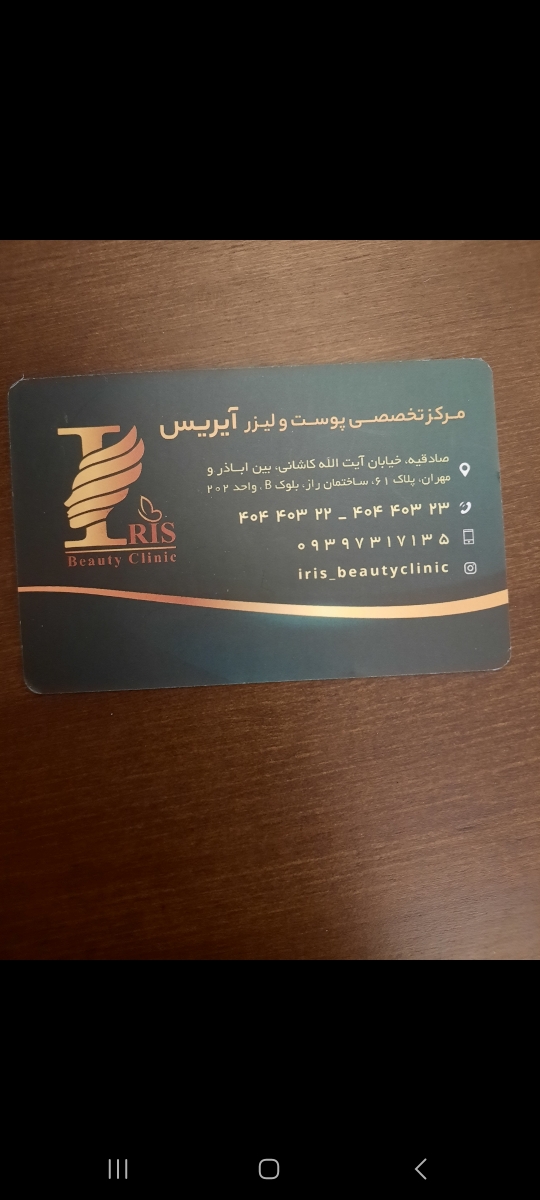 مرکز تخصصی پوست و لیزر آیریس
صادقیه، خیابان آیت الله کاشانی، بین اباذر و
مهران، پلاک ۶۱، ساختمان راز، بلوک B، واحد ۲۰۲
۴۰۴ ۴۰۳ ۲۲ _ ۴۰۴ ۴۰۳ ۲۳
۰۹۳۹۷۳۱۷۱۳۵
iris_beautyclinic
IRIS
Beauty Clinic